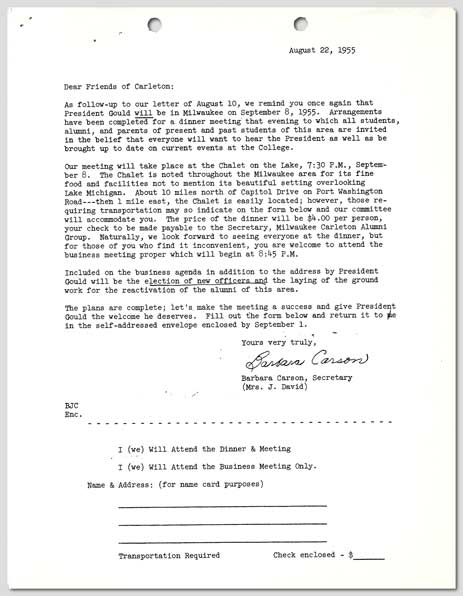 August 22, 1955
Dear Friends of Carleton:
As follow-up to our letter of August 10, we remind you once again that
President Gould will be in Milwaukee on September 8, 1955. Arrangements
have been completed for a dinner meeting that evening to which all students,
alumni, and parents of present and past students of this area are invited
in the belief that everyone will want to hear the President as well as be
brought up to date on current events at the College.
Our meeting will take place at the Chalet on the Lake, 7:30 P.M., Septem-
ber 8. The Chalet is noted throughout the Milwaukee area for its fine
food and facilities not to mention its beautiful setting overlooking
Lake Michigan. About 10 miles north of Capitol Drive on Port Washington
Road---then 1 mile east, the Chalet is easily located; however, those re-
quiring transportation may so indicate on the form below and our committee
will accommodate you. The price of the dinner will be $4.00 per person,
your check to be made payable to the Secretary, Milwaukee Carleton Alumni
Group. Naturally, we look forward to seeing everyone at the dinner, but
for those of you who find it inconvenient, you are welcome to attend the
business meeting proper which will begin at 8:45 P.M.
Included on the business agenda in addition to the address by President
Gould will be the election of new officers and the laying of the ground
work for the reactivation of the alumni of this area.
The plans are complete; let's make the meeting a success and give President
Gould the welcome he deserves. Fill out the form below and return it to me
in the self-addressed envelope enclosed by September 1.
Yours very truly,
Barbara Carson
Barbara Carson, Secretary
(Mrs. J. David)
BJC
Enc.
I (we) Will Attend the Dinner & Meeting
I (we) Will Attend the Business Meeting Only.
Name & Address: (for name card purposes)
Transportation Required Check enclosed - $